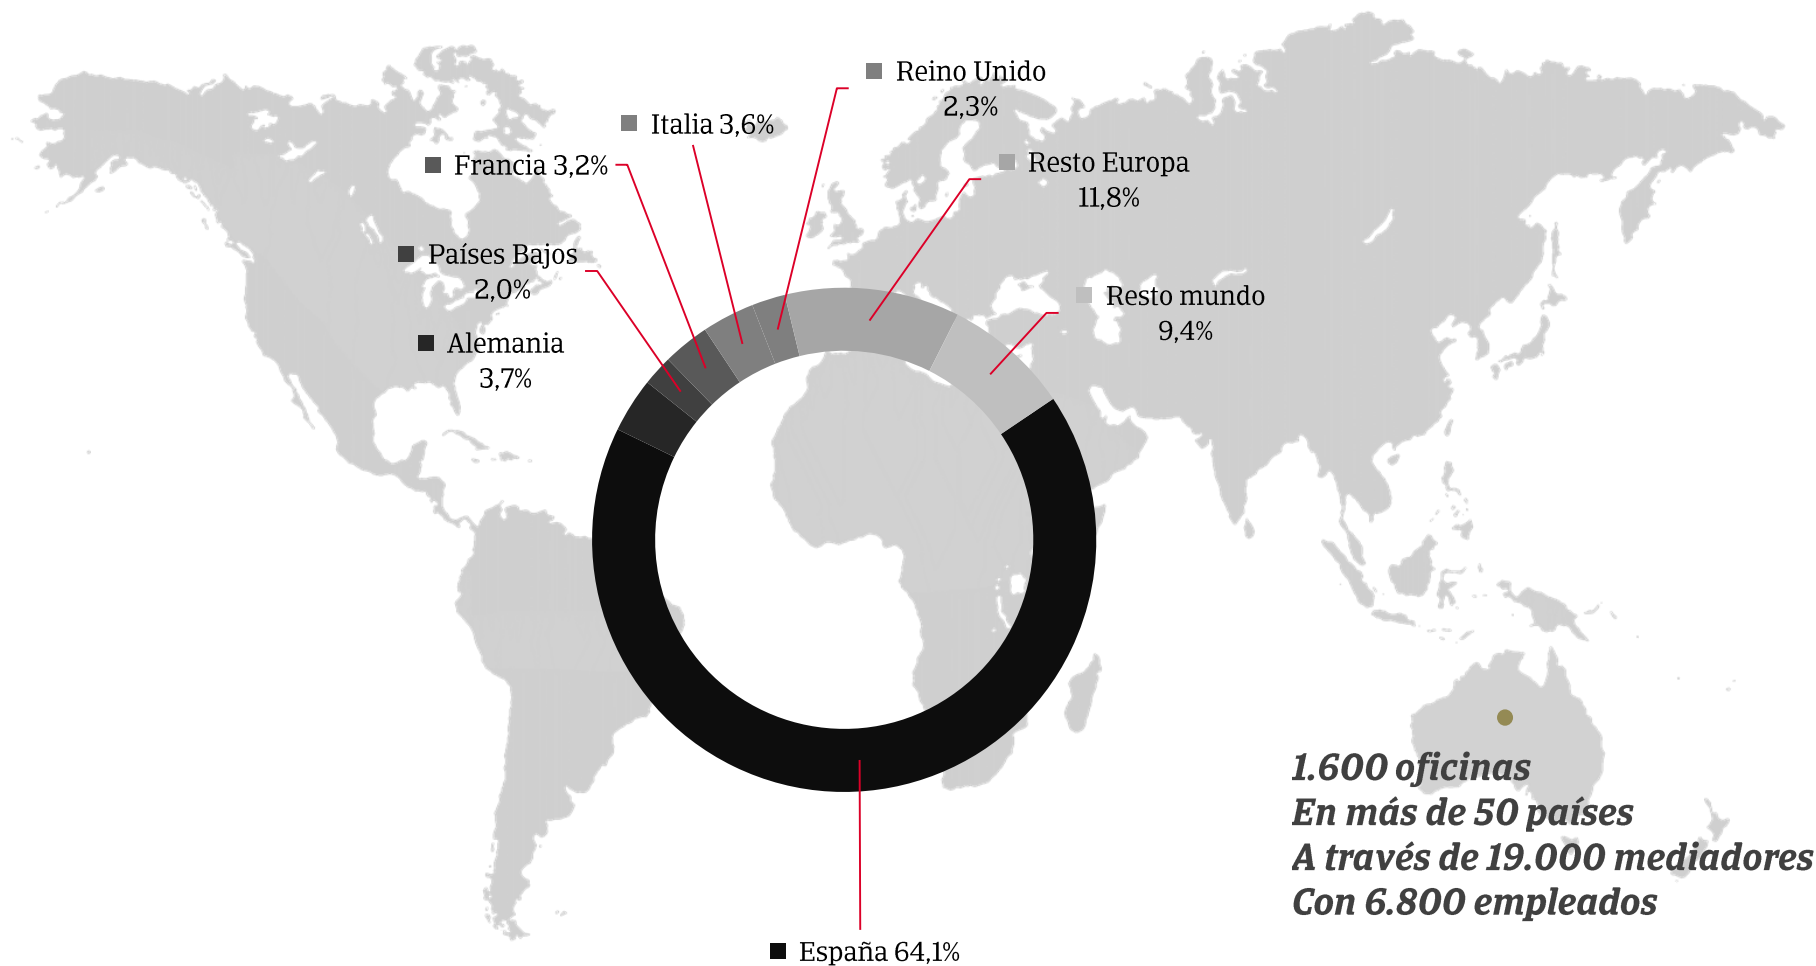 Reino Unido
2,3%
Italia 3,6%
Francia 3,2%
Resto Europa
11,8%
Países Bajos
2,0%
Resto mundo
9,4%
Alemania
3,7%
1.600 oficinas
En más de 50 países
A través de 19.000 mediadores
Con 6.800 empleados
España 64,1%